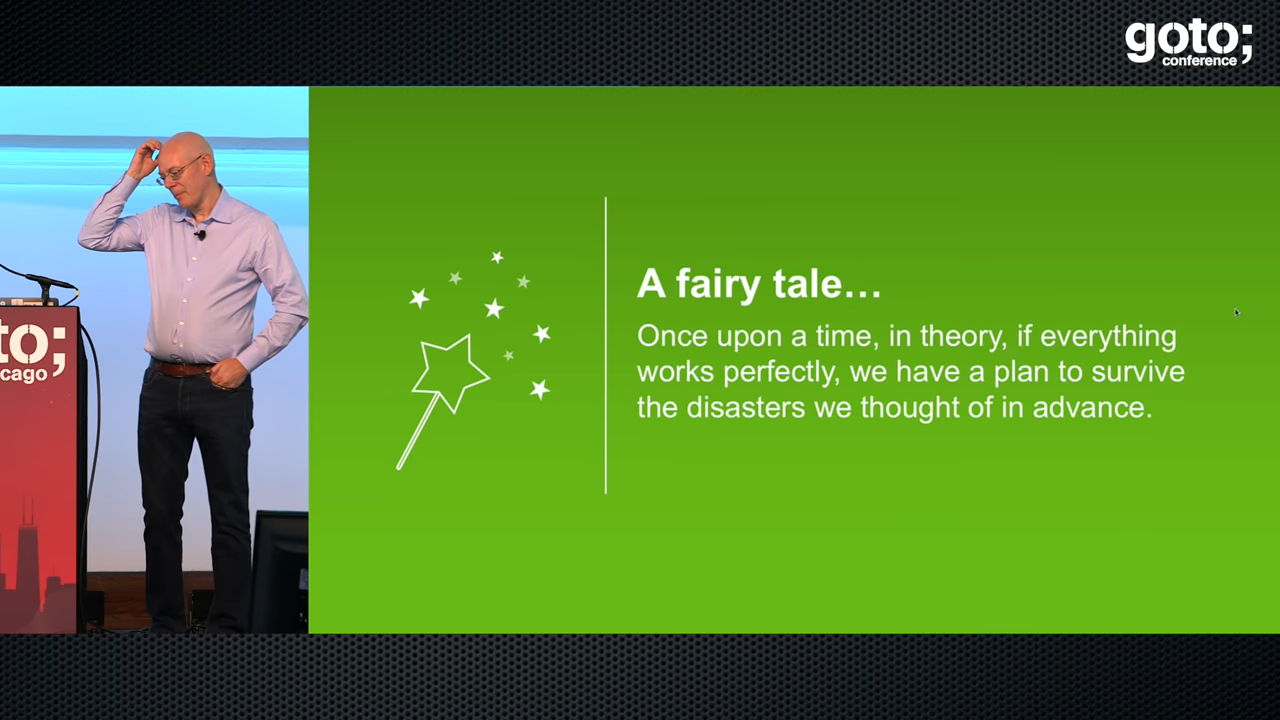 goto;
conference
to;
cago
A fairy tale...
Once upon a time, in theory, if everything
works perfectly, we have a plan to survive
the disasters we thought of in advance.